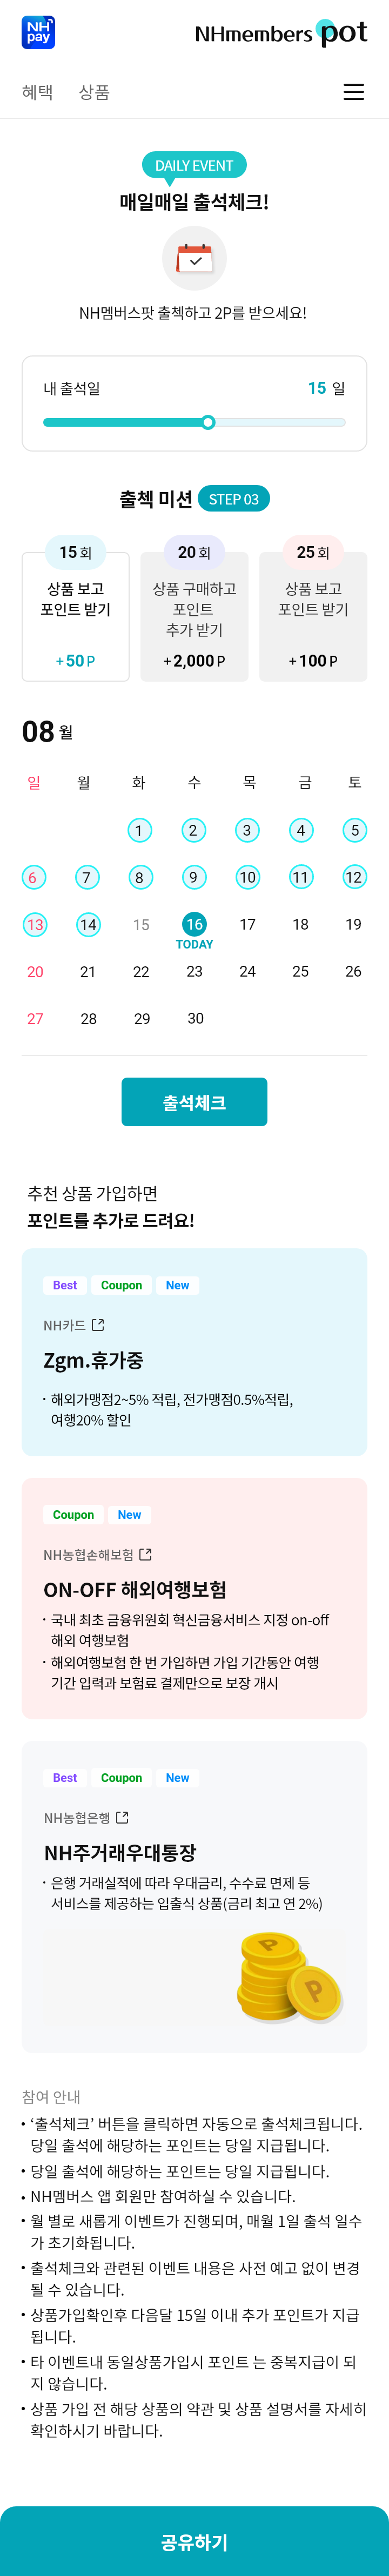 NH
pay
NHmembers pot
혜택 상품
DAILY EVENT
매일매일 출석체크!
NH멤버스팟 출첵하고 2P를 받으세요!
내 출석일 15 일
출첵 미션 STEP 03
15 회 20 회 25 회
상품 보고
포인트 받기
+50 P
상품 구매하고
포인트
추가 받기
+2,000 P
상품 보고
포인트 받기
+100 P
08 월
일 월 화 수 목 금 토
1 2 3 4 5
6 7 8 9 10 11 12
13 14 15 16 17 18 19
TODAY
20 21 22 23 24 25 26
27 28 29 30
출석체크
추천 상품 가입하면
포인트를 추가로 드려요!
Best Coupon New
NH카드
Zgm.휴가중
· 해외가맹점2~5% 적립, 전가맹점0.5%적립,
여행20% 할인
Coupon New
NH농협손해보험
ON-OFF 해외여행보험
· 국내 최초 금융위원회 혁신금융서비스 지정 on-off
해외 여행보험
· 해외여행보험 한 번 가입하면 가입 기간동안 여행
기간 입력과 보험료 결제만으로 보장 개시
Best Coupon New
NH농협은행
NH주거래우대통장
· 은행 거래실적에 따라 우대금리, 수수료 면제 등
서비스를 제공하는 입출식 상품(금리 최고 연 2%)
P
P
참여 안내
• ‘출석체크’ 버튼을 클릭하면 자동으로 출석체크됩니다.
당일 출석에 해당하는 포인트는 당일 지급됩니다.
• 당일 출석에 해당하는 포인트는 당일 지급됩니다.
• NH멤버스 앱 회원만 참여하실 수 있습니다.
• 월 별로 새롭게 이벤트가 진행되며, 매월 1일 출석 일수
가 초기화됩니다.
• 출석체크와 관련된 이벤트 내용은 사전 예고 없이 변경
될 수 있습니다.
• 상품가입확인후 다음달 15일 이내 추가 포인트가 지급
됩니다.
• 타 이벤트내 동일상품가입시 포인트 는 중복지급이 되
지 않습니다.
• 상품 가입 전 해당 상품의 약관 및 상품 설명서를 자세히
확인하시기 바랍니다.
공유하기